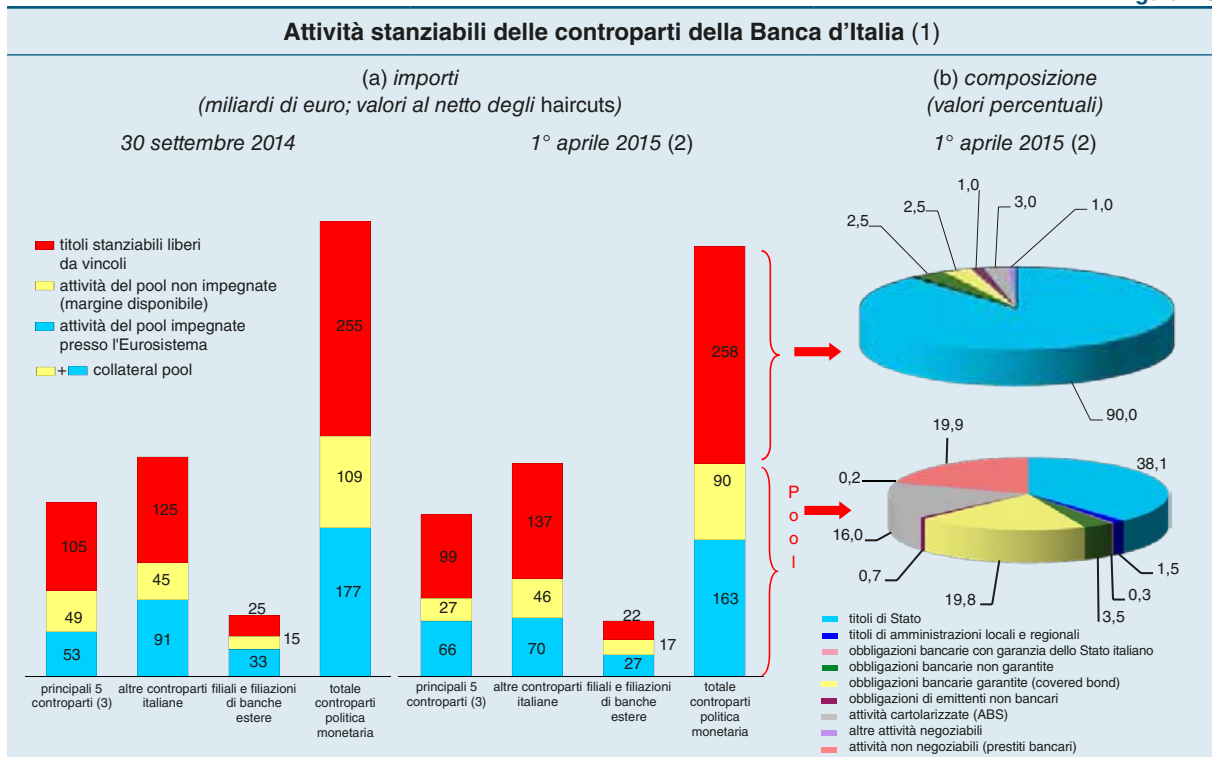 Attività stanziabili delle controparti della Banca d'Italia (1)
(a) importi
(miliardi di euro; valori al netto degli haircuts)
30 settembre 2014
1° aprile 2015 (2)
(b) composizione
(valori percentuali)
1° aprile 2015 (2)
titoli stanziabili liberi
da vincoli
attività del pool non impegnate
(margine disponibile)
attività del pool impegnate
presso l'Eurosistema
+ collateral pool
105
49
53
125
45
91
25
15
33
255
109
177
99
27
66
137
46
70
22
17
27
258
90
163
principali 5
controparti (3)
altre controparti
italiane
filiali e filiazioni
di banche
estere
totale
controparti
politica
monetaria
principali 5
controparti (3)
altre controparti
italiane
filiali e filiazioni
di banche
estere
totale
controparti
politica
monetaria
P
o
o
l
2,5
2,5
1,0
3,0
1,0
90,0
19,9
38,1
0,2
16,0
0,7
19,8
3,5
0,3
1,5
titoli di Stato
titoli di amministrazioni locali e regionali
obbligazioni bancarie con garanzia dello Stato italiano
obbligazioni bancarie non garantite
obbligazioni bancarie garantite (covered bond)
obbligazioni di emittenti non bancari
attività cartolarizzate (ABS)
altre attività negoziabili
attività non negoziabili (prestiti bancari)